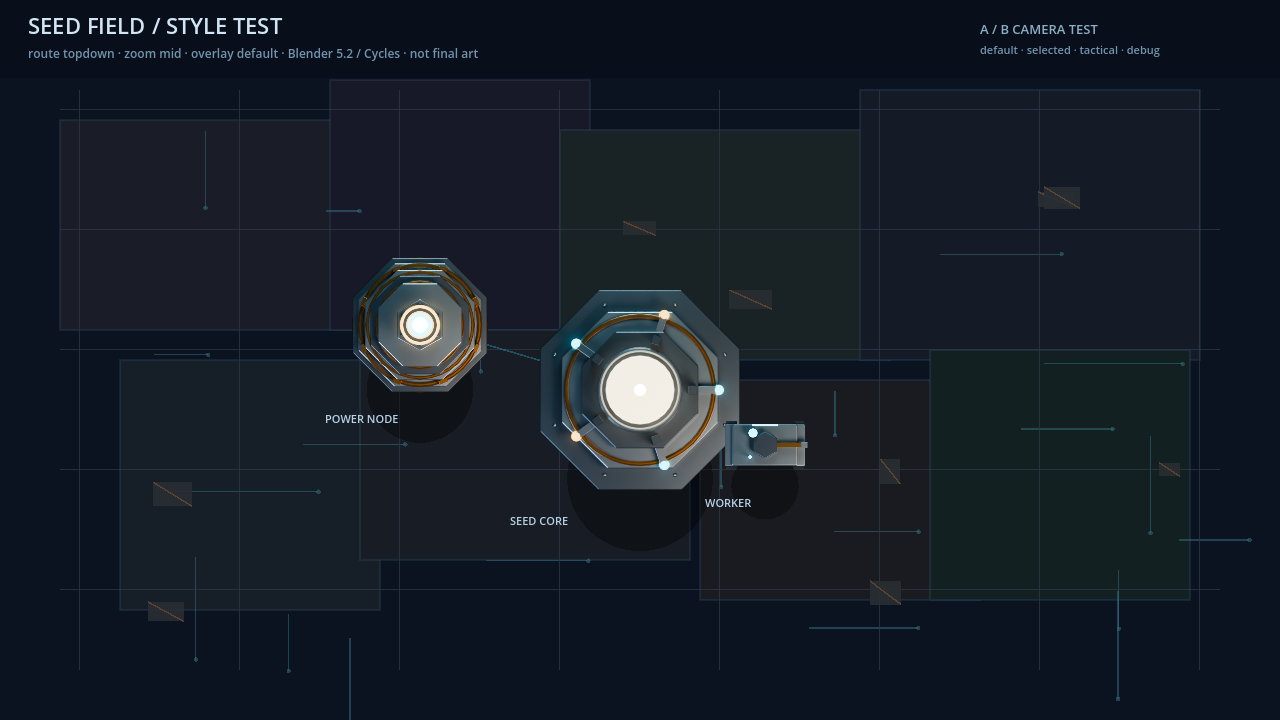 SEED FIELD / STYLE TEST
route topdown · zoom mid · overlay default · Blender 5.2 / Cycles · not final art
A / B CAMERA TEST
default · selected · tactical · debug
POWER NODE
WORKER
SEED CORE